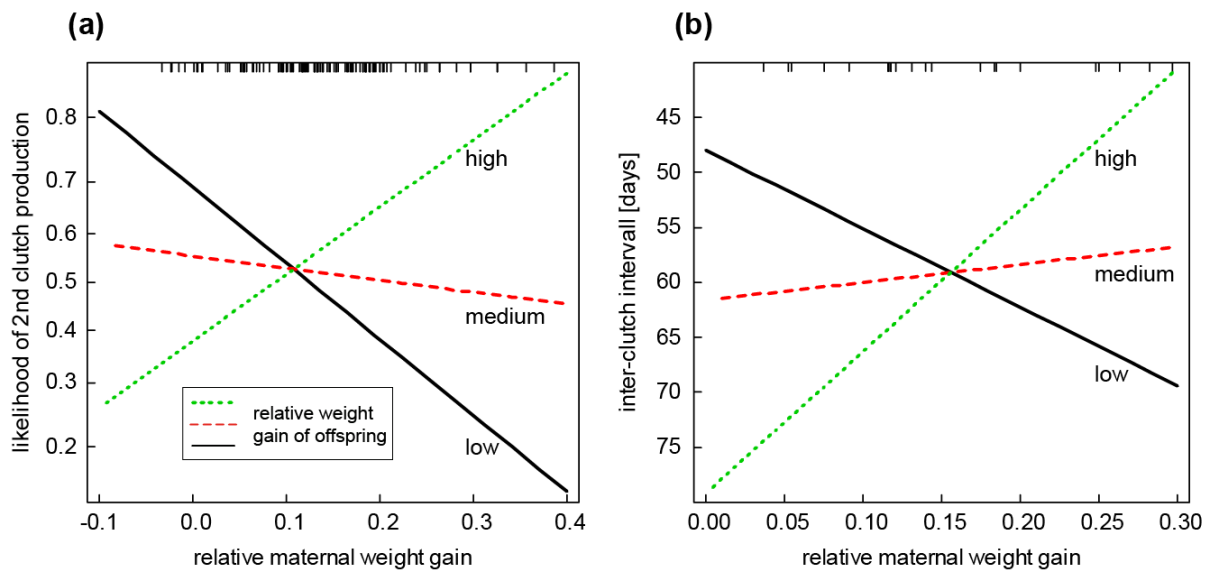 (a)
likelihood of 2nd clutch production
0.8
0.7
0.6
0.5
0.4
0.3
0.2
high
medium
low
relative weight
gain of offspring
-0.1
0.0
0.1
0.2
0.3
0.4
relative maternal weight gain
(b)
inter-clutch intervall [days]
45
50
55
60
65
70
75
high
medium
low
0.00
0.05
0.10
0.15
0.20
0.25
0.30
relative maternal weight gain